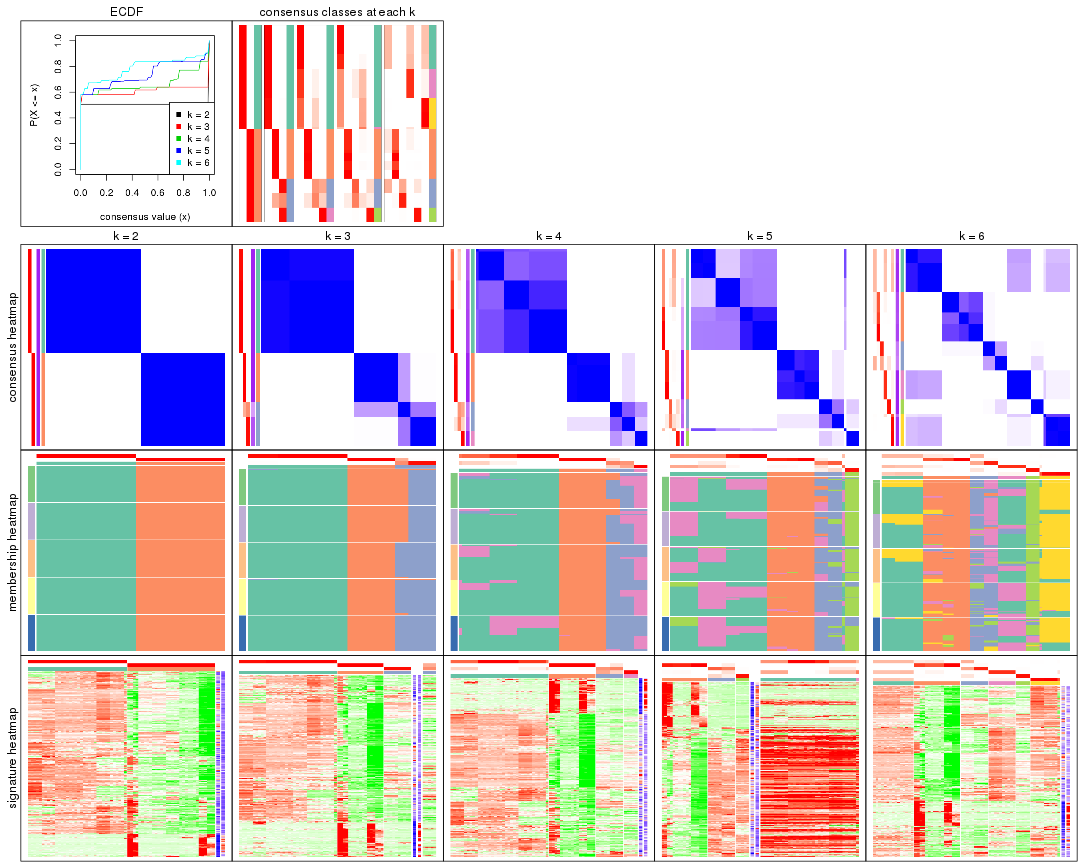 ECDF
consensus classes at each k
P(X <= x)
0.0 0.2 0.4 0.6 0.8 1.0
k = 2
k = 3
k = 4
k = 5
k = 6
0.0 0.2 0.4 0.6 0.8 1.0
consensus value (x)
k = 2
k = 3
k = 4
k = 5
k = 6
consensus heatmap
membership heatmap
signature heatmap